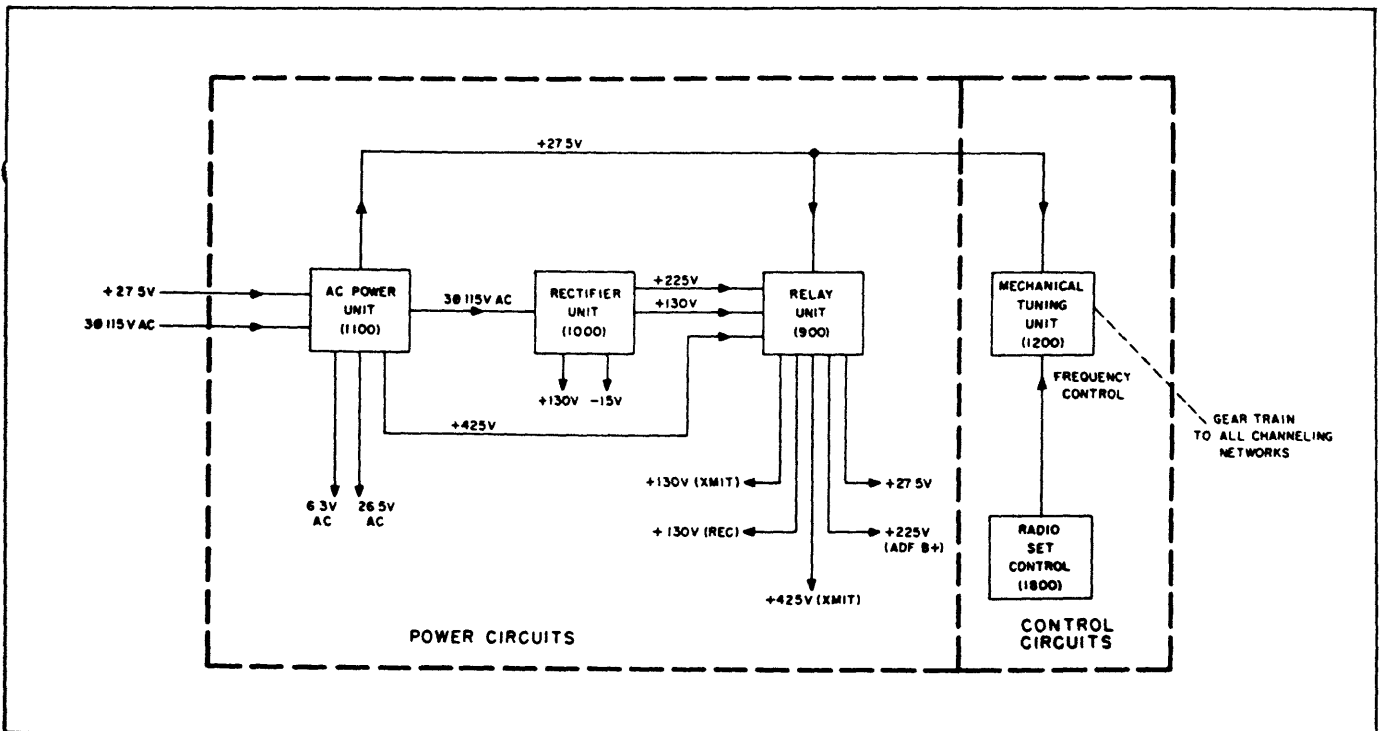 +27 5V
+27 5V
3Ø 115V AC
AC POWER
UNIT
(1100)
3Ø 115V AC
RECTIFIER
UNIT
(1000)
+225V
+130V
RELAY
UNIT
(900)
MECHANICAL
TUNING
UNIT
(1200)
FREQUENCY
CONTROL
+130V -15V
+425V
GEAR TRAIN
TO ALL CHANNELING
NETWORKS
6 3V
AC
26 5V
AC
+130V (XMIT)
+27 5V
+130V (REC)
+225V
(ADF B+)
+425V (XMIT)
RADIO
SET
CONTROL
(1800)
POWER CIRCUITS
CONTROL
CIRCUITS